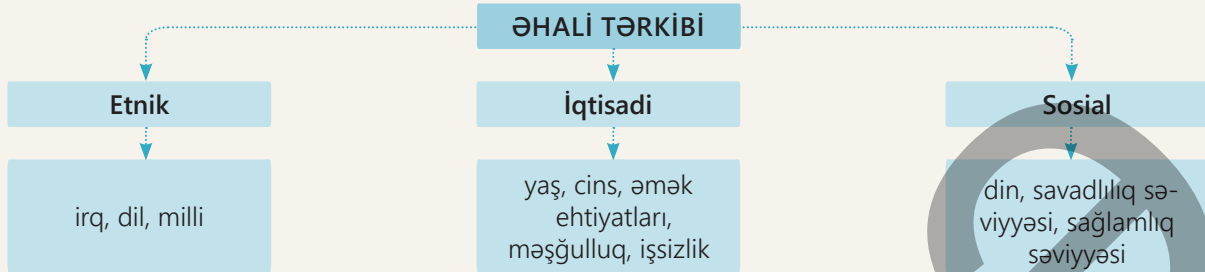 ƏHALİ TƏRKİBİ
Etnik
İqtisadi
Sosial
irq, dil, milli
yaş, cins, əmək
ehtiyatları,
məşğulluq, işsizlik
din, savadlılıq sə-
viyyəsi, sağlamlıq
səviyyəsi